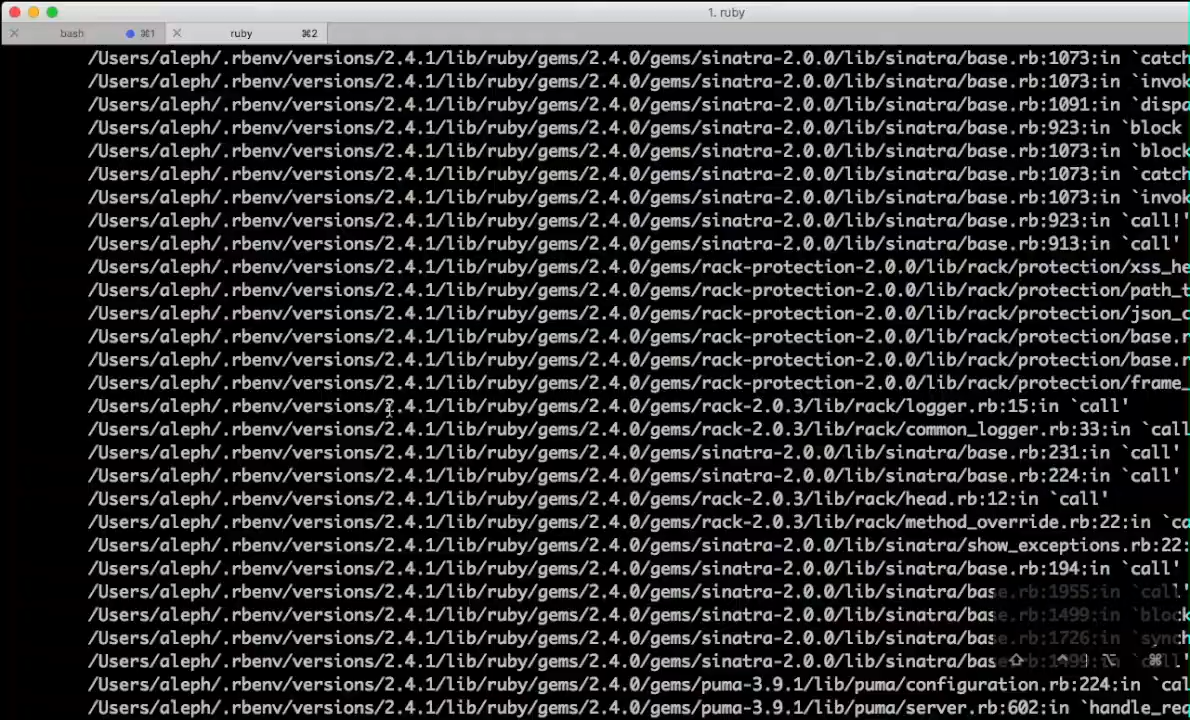 1. ruby
bash ⌘1 ruby ⌘2
/Users/aleph/.rbenv/versions/2.4.1/lib/ruby/gems/2.4.0/gems/sinatra-2.0.0/lib/sinatra/base.rb:1073:in `catch
/Users/aleph/.rbenv/versions/2.4.1/lib/ruby/gems/2.4.0/gems/sinatra-2.0.0/lib/sinatra/base.rb:1073:in `invok
/Users/aleph/.rbenv/versions/2.4.1/lib/ruby/gems/2.4.0/gems/sinatra-2.0.0/lib/sinatra/base.rb:1091:in `dispa
/Users/aleph/.rbenv/versions/2.4.1/lib/ruby/gems/2.4.0/gems/sinatra-2.0.0/lib/sinatra/base.rb:923:in `block
/Users/aleph/.rbenv/versions/2.4.1/lib/ruby/gems/2.4.0/gems/sinatra-2.0.0/lib/sinatra/base.rb:1073:in `block
/Users/aleph/.rbenv/versions/2.4.1/lib/ruby/gems/2.4.0/gems/sinatra-2.0.0/lib/sinatra/base.rb:1073:in `catch
/Users/aleph/.rbenv/versions/2.4.1/lib/ruby/gems/2.4.0/gems/sinatra-2.0.0/lib/sinatra/base.rb:1073:in `invok
/Users/aleph/.rbenv/versions/2.4.1/lib/ruby/gems/2.4.0/gems/sinatra-2.0.0/lib/sinatra/base.rb:923:in `call!'
/Users/aleph/.rbenv/versions/2.4.1/lib/ruby/gems/2.4.0/gems/sinatra-2.0.0/lib/sinatra/base.rb:913:in `call'
/Users/aleph/.rbenv/versions/2.4.1/lib/ruby/gems/2.4.0/gems/rack-protection-2.0.0/lib/rack/protection/xss_he
/Users/aleph/.rbenv/versions/2.4.1/lib/ruby/gems/2.4.0/gems/rack-protection-2.0.0/lib/rack/protection/path_t
/Users/aleph/.rbenv/versions/2.4.1/lib/ruby/gems/2.4.0/gems/rack-protection-2.0.0/lib/rack/protection/json_c
/Users/aleph/.rbenv/versions/2.4.1/lib/ruby/gems/2.4.0/gems/rack-protection-2.0.0/lib/rack/protection/base.r
/Users/aleph/.rbenv/versions/2.4.1/lib/ruby/gems/2.4.0/gems/rack-protection-2.0.0/lib/rack/protection/base.r
/Users/aleph/.rbenv/versions/2.4.1/lib/ruby/gems/2.4.0/gems/rack-protection-2.0.0/lib/rack/protection/frame_
/Users/aleph/.rbenv/versions/2.4.1/lib/ruby/gems/2.4.0/gems/rack-2.0.3/lib/rack/logger.rb:15:in `call'
/Users/aleph/.rbenv/versions/2.4.1/lib/ruby/gems/2.4.0/gems/rack-2.0.3/lib/rack/common_logger.rb:33:in `call
/Users/aleph/.rbenv/versions/2.4.1/lib/ruby/gems/2.4.0/gems/sinatra-2.0.0/lib/sinatra/base.rb:231:in `call'
/Users/aleph/.rbenv/versions/2.4.1/lib/ruby/gems/2.4.0/gems/sinatra-2.0.0/lib/sinatra/base.rb:224:in `call'
/Users/aleph/.rbenv/versions/2.4.1/lib/ruby/gems/2.4.0/gems/rack-2.0.3/lib/rack/head.rb:12:in `call'
/Users/aleph/.rbenv/versions/2.4.1/lib/ruby/gems/2.4.0/gems/rack-2.0.3/lib/rack/method_override.rb:22:in `ca
/Users/aleph/.rbenv/versions/2.4.1/lib/ruby/gems/2.4.0/gems/sinatra-2.0.0/lib/sinatra/show_exceptions.rb:22:
/Users/aleph/.rbenv/versions/2.4.1/lib/ruby/gems/2.4.0/gems/sinatra-2.0.0/lib/sinatra/base.rb:194:in `call'
/Users/aleph/.rbenv/versions/2.4.1/lib/ruby/gems/2.4.0/gems/sinatra-2.0.0/lib/sinatra/base.rb:1955:in `call'
/Users/aleph/.rbenv/versions/2.4.1/lib/ruby/gems/2.4.0/gems/sinatra-2.0.0/lib/sinatra/base.rb:1499:in `block
/Users/aleph/.rbenv/versions/2.4.1/lib/ruby/gems/2.4.0/gems/sinatra-2.0.0/lib/sinatra/base.rb:1726:in `synch
/Users/aleph/.rbenv/versions/2.4.1/lib/ruby/gems/2.4.0/gems/sinatra-2.0.0/lib/sinatra/base.rb:1499:in `call'
/Users/aleph/.rbenv/versions/2.4.1/lib/ruby/gems/2.4.0/gems/puma-3.9.1/lib/puma/configuration.rb:224:in `cal
/Users/aleph/.rbenv/versions/2.4.1/lib/ruby/gems/2.4.0/gems/puma-3.9.1/lib/puma/server.rb:602:in `handle_req